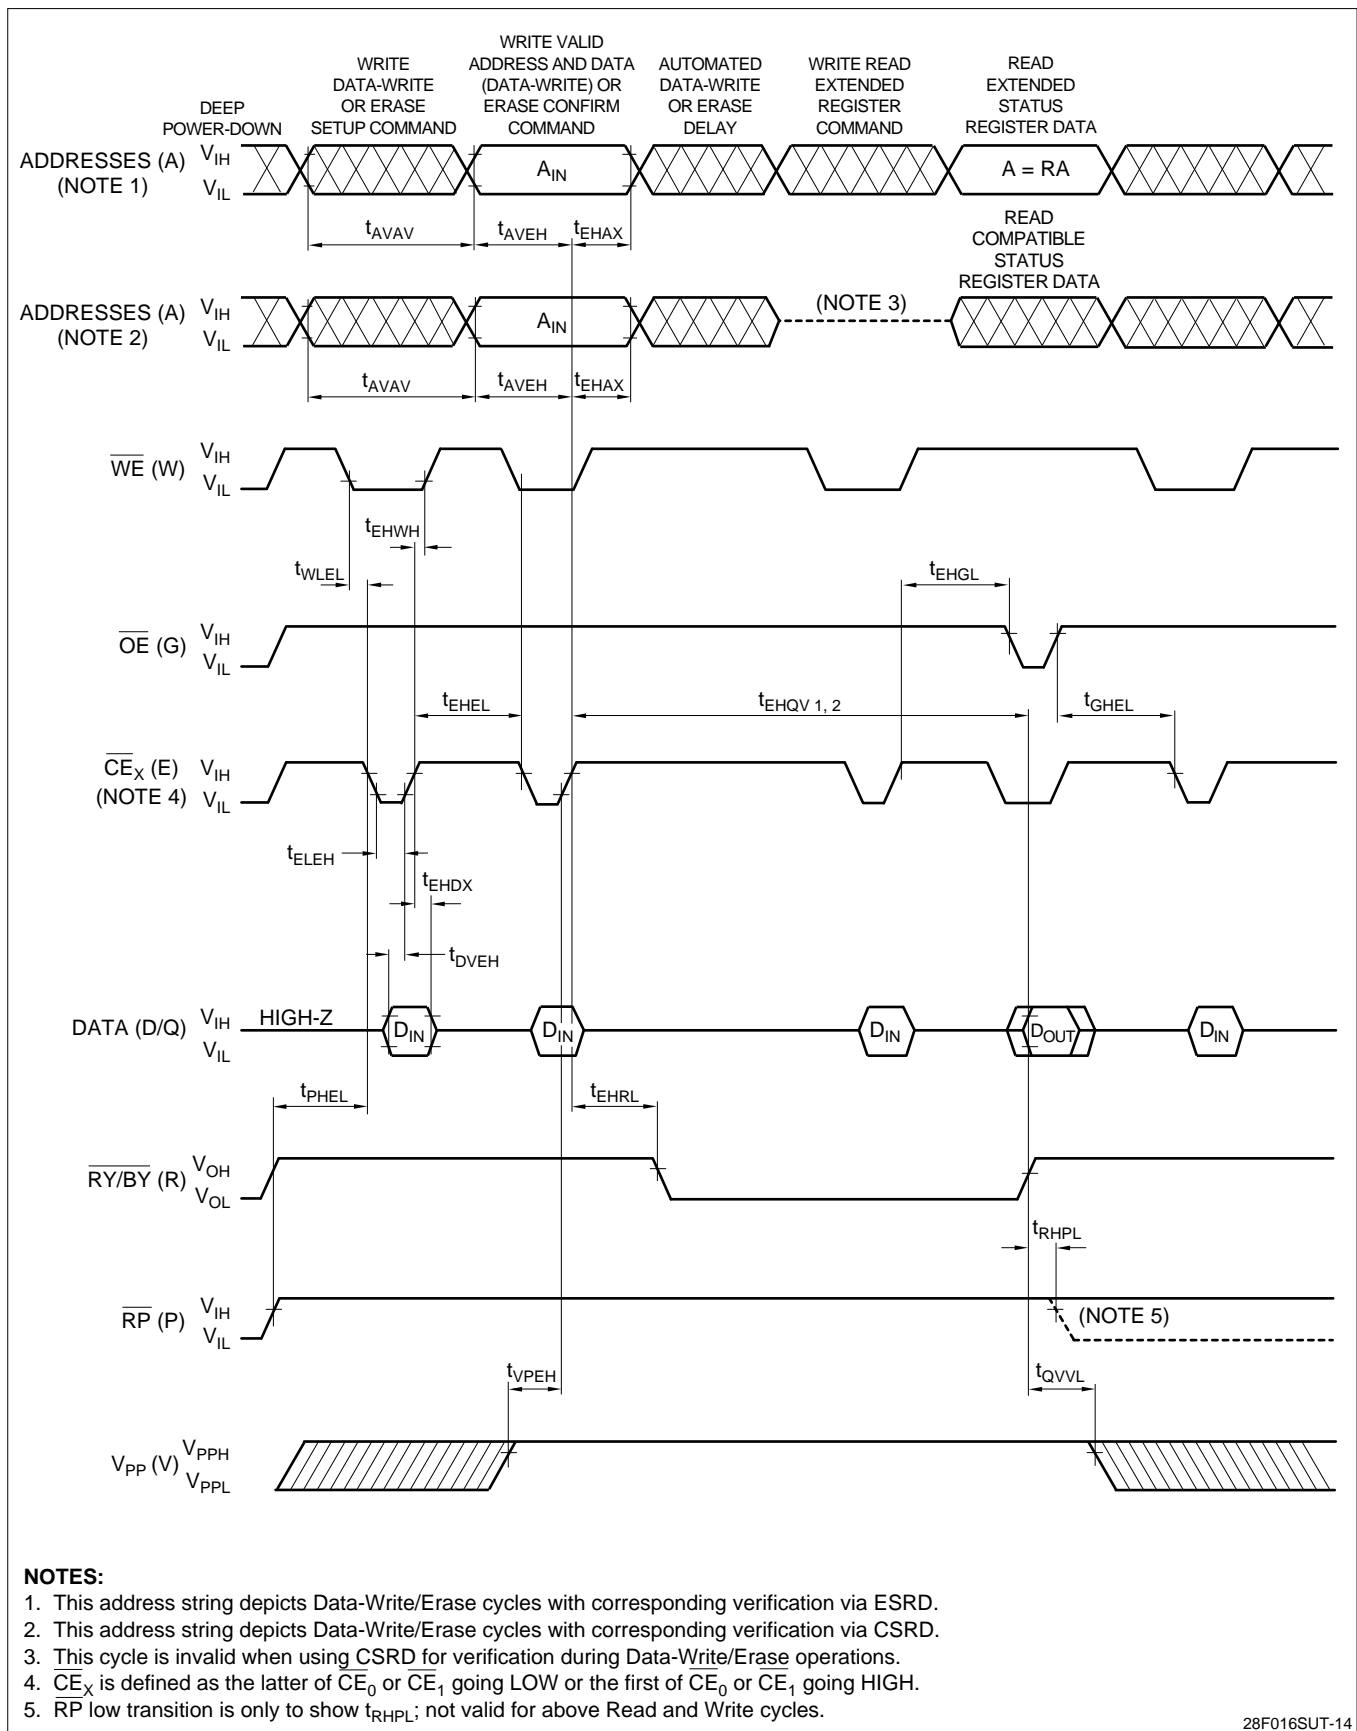 DEEP
POWER-DOWN
WRITE
DATA-WRITE
OR ERASE
SETUP COMMAND
WRITE VALID
ADDRESS AND DATA
(DATA-WRITE) OR
ERASE CONFIRM
COMMAND
AUTOMATED
DATA-WRITE
OR ERASE
DELAY
WRITE READ
EXTENDED
REGISTER
COMMAND
READ
EXTENDED
STATUS
REGISTER DATA
ADDRESSES (A)
(NOTE 1)
VIH
VIL
AIN
A = RA
tAVAV
tAVEH
tEHAX
READ
COMPATIBLE
STATUS
REGISTER DATA
ADDRESSES (A)
(NOTE 2)
VIH
VIL
AIN
(NOTE 3)
tAVAV
tAVEH
tEHAX
WE (W)
VIH
VIL
tEHWH
tWLEL
tEHGL
OE (G)
VIH
VIL
tEHEL
tEHQV 1, 2
tGHEL
CEX (E)
(NOTE 4)
VIH
VIL
tELEH
tEHDX
tDVEH
DATA (D/Q)
VIH
VIL
HIGH-Z
DIN
DIN
DIN
DOUT
DIN
tPHEL
tEHRL
RY/BY (R)
VOH
VOL
tRHPL
RP (P)
VIH
VIL
(NOTE 5)
tVPEH
tQVVL
VPP (V)
VPPH
VPPL
NOTES:
1. This address string depicts Data-Write/Erase cycles with corresponding verification via ESRD.
2. This address string depicts Data-Write/Erase cycles with corresponding verification via CSRD.
3. This cycle is invalid when using CSRD for verification during Data-Write/Erase operations.
4. CEX is defined as the latter of CE0 or CE1 going LOW or the first of CE0 or CE1 going HIGH.
5. RP low transition is only to show tRHPL; not valid for above Read and Write cycles.
28F016SUT-14